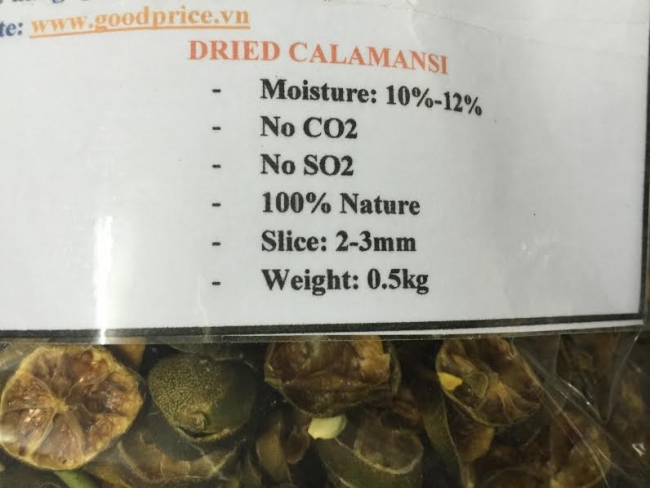 te: www.goodprice.vn
DRIED CALAMANSI
- Moisture: 10%-12%
- No CO2
- No SO2
- 100% Nature
- Slice: 2-3mm
- Weight: 0.5kg